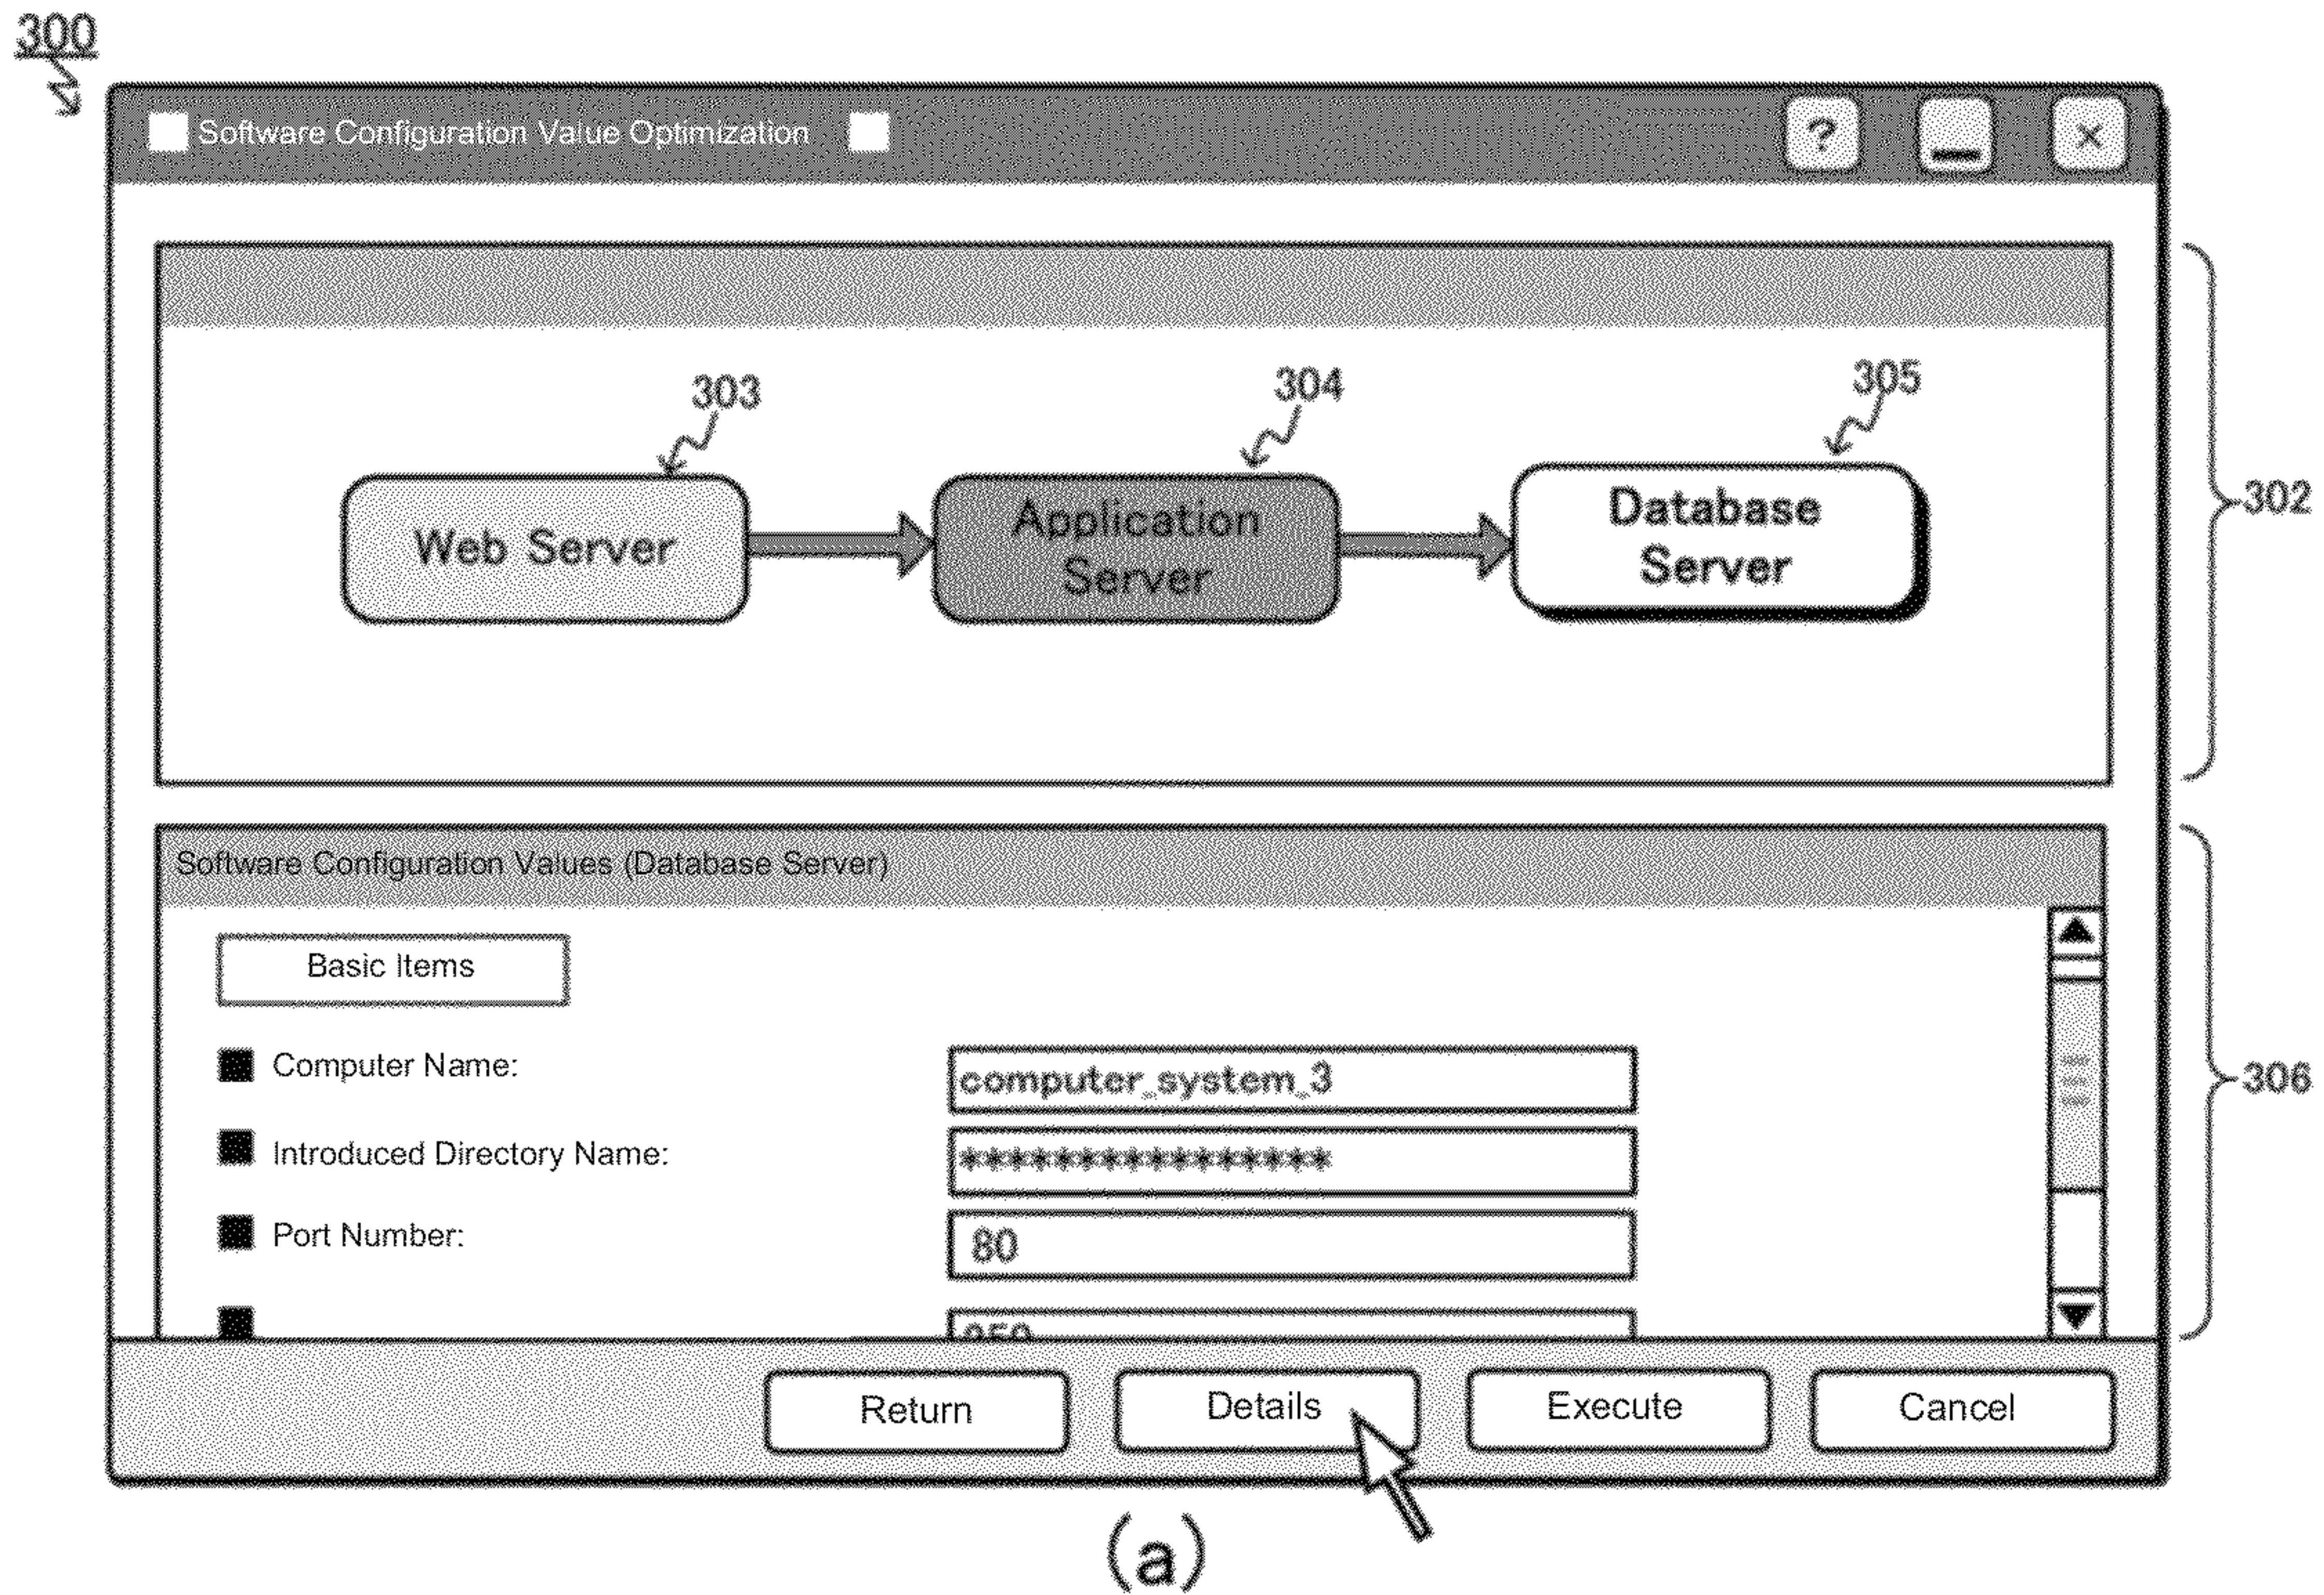 300
Software Configuration Value Optimization
?
×
303
304
305
302
Web Server
Application
Server
Database
Server
Software Configuration Values (Database Server)
306
Basic Items
Computer Name:
computer_system_3
Introduced Directory Name:
****************
Port Number:
80
Return
Details
Execute
Cancel
(a)